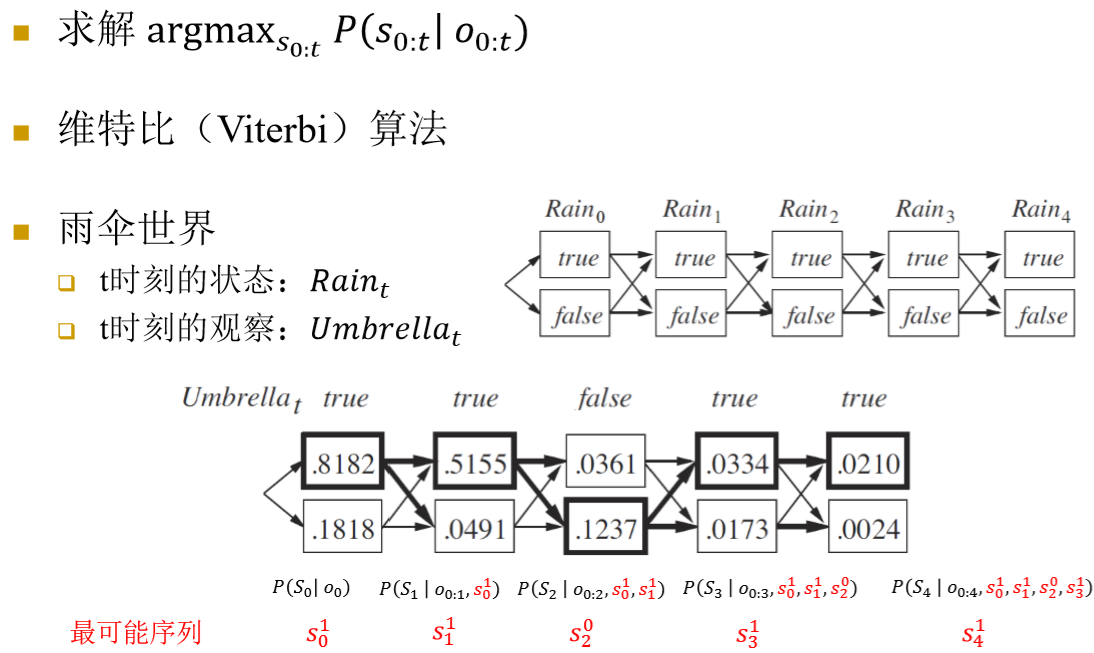 求解 argmax_{s_{0:t}} P(s_{0:t}| o_{0:t})
维特比（Viterbi）算法
雨伞世界
t时刻的状态：Rain_t
t时刻的观察：Umbrella_t
Rain_0 Rain_1 Rain_2 Rain_3 Rain_4
true true true true true
false false false false false
Umbrella_t true true false true true
.8182 .5155 .0361 .0334 .0210
.1818 .0491 .1237 .0173 .0024
P(S_0| o_0) P(S_1 | o_{0:1}, s_0^1) P(S_2 | o_{0:2}, s_0^1, s_1^1) P(S_3 | o_{0:3}, s_0^1, s_1^1, s_2^0) P(S_4 | o_{0:4}, s_0^1, s_1^1, s_2^0, s_3^1)
最可能序列 s_0^1 s_1^1 s_2^0 s_3^1 s_4^1